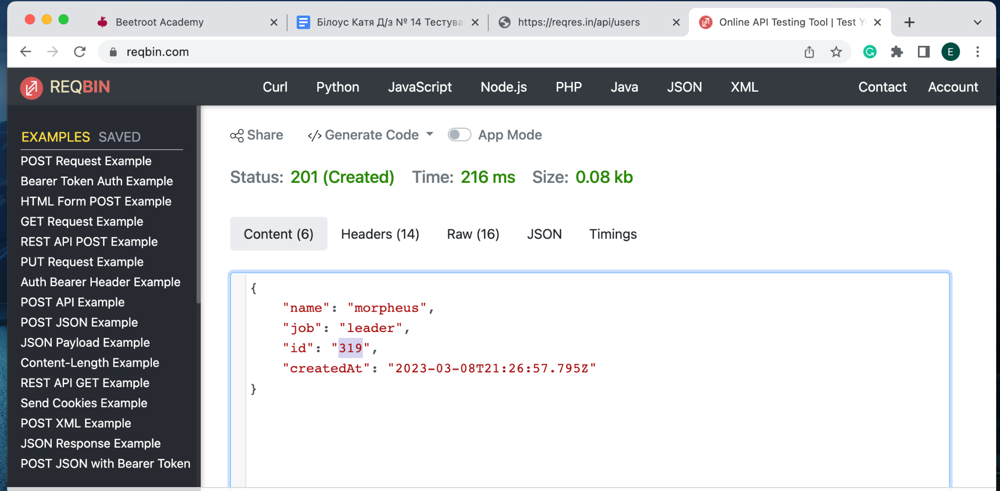 Beetroot Academy
Білоус Катя Д/з № 14 Тестува
https://reqres.in/api/users
Online API Testing Tool | Test Yo
reqbin.com
E
REQBIN
Curl Python JavaScript Node.js PHP Java JSON XML Contact Account
EXAMPLES SAVED
POST Request Example
Bearer Token Auth Example
HTML Form POST Example
GET Request Example
REST API POST Example
PUT Request Example
Auth Bearer Header Example
POST API Example
POST JSON Example
JSON Payload Example
Content-Length Example
REST API GET Example
Send Cookies Example
POST XML Example
JSON Response Example
POST JSON with Bearer Token
Share </> Generate Code App Mode
Status: 201 (Created) Time: 216 ms Size: 0.08 kb
Content (6) Headers (14) Raw (16) JSON Timings
{
"name": "morpheus",
"job": "leader",
"id": "319",
"createdAt": "2023-03-08T21:26:57.795Z"
}